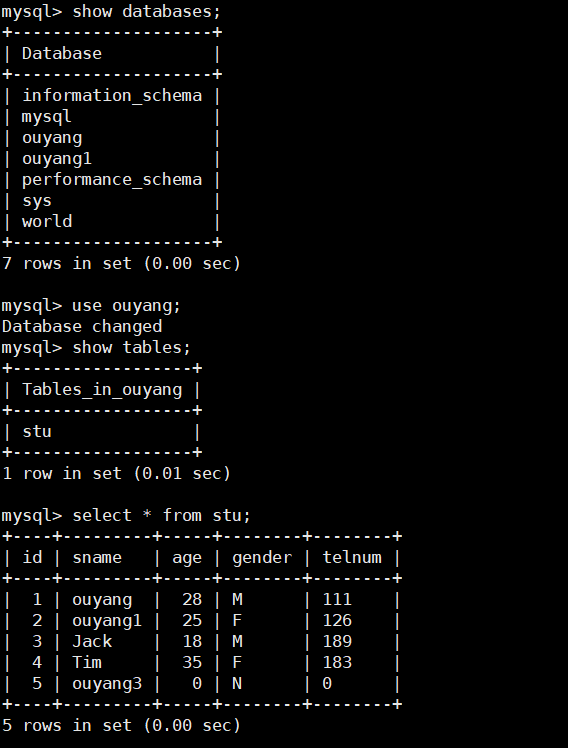 mysql> show databases;
+--------------------+
| Database           |
+--------------------+
| information_schema |
| mysql              |
| ouyang             |
| ouyang1            |
| performance_schema |
| sys                |
| world              |
+--------------------+
7 rows in set (0.00 sec)

mysql> use ouyang;
Database changed
mysql> show tables;
+------------------+
| Tables_in_ouyang |
+------------------+
| stu              |
+------------------+
1 row in set (0.01 sec)

mysql> select * from stu;
+----+---------+-----+--------+--------+
| id | sname   | age | gender | telnum |
+----+---------+-----+--------+--------+
|  1 | ouyang  |  28 | M      | 111    |
|  2 | ouyang1 |  25 | F      | 126    |
|  3 | Jack    |  18 | M      | 189    |
|  4 | Tim     |  35 | F      | 183    |
|  5 | ouyang3 |   0 | N      | 0      |
+----+---------+-----+--------+--------+
5 rows in set (0.00 sec)